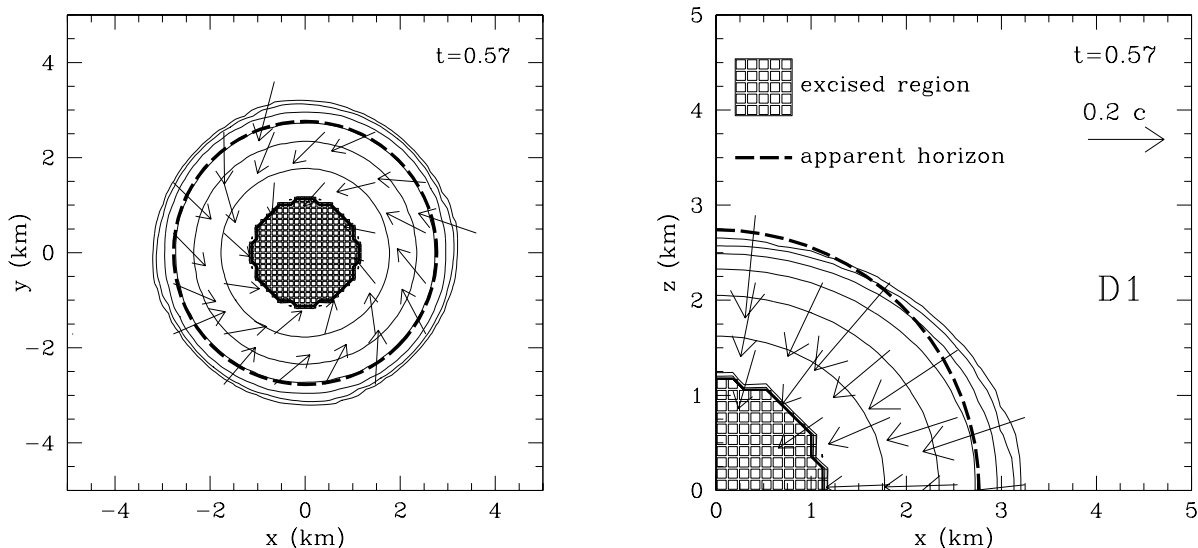 t=0.57
4
2
0
−2
−4
y (km)
−4
−2
0
2
4
x (km)
t=0.57
excised region
0.2 c
apparent horizon
D1
5
4
3
2
1
0
z (km)
0
1
2
3
4
5
x (km)